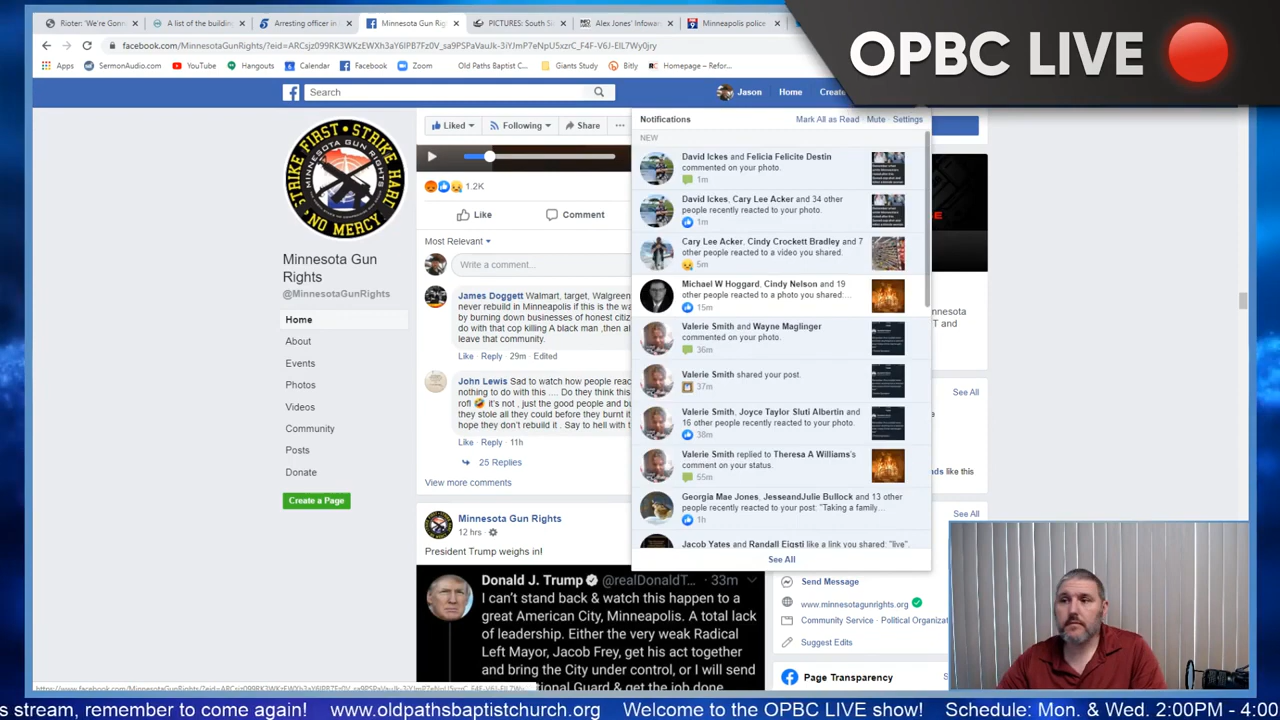 Rioter: 'We're Gonn
A list of the building
Arresting officer in
Minnesota Gun Rig
PICTURES: South Si
Alex Jones' Infowar
Minneapolis police
OPBC LIVE
Apps
SermonAudio.com
YouTube
Hangouts
Calendar
Facebook
Zoom
Old Paths Baptist C...
Giants Study
Bitly
Homepage – Refor...
Search
Jason
Home
Create
STRIKE FIRST • STRIKE HARD
MINNESOTA GUN RIGHTS
NO MERCY
Minnesota Gun
Rights
@MinnesotaGunRights
Home
About
Events
Photos
Videos
Community
Posts
Donate
Create a Page
Liked
Following
Share
1.2K
Like
Comment
Most Relevant
Write a comment...
James Doggett Walmart, target, Walgreen
never rebuild in Minneapolis if this is the wa
by burning down businesses of honest citiz
do with that cop killing A black man ,then al
leave that community.
Like · Reply · 29m · Edited
John Lewis Sad to watch how people reac
nothing to do with this .... Do they think this
rofl 🤣 it's not , just the good people and bu
they stole all they could before they burnt it
hope they don't rebuild it . Say to hell with t
Like · Reply · 11h
25 Replies
View more comments
Minnesota Gun Rights
12 hrs ·
President Trump weighs in!
Donald J. Trump @realDonaldT... · 33m
I can't stand back & watch this happen to a
great American City, Minneapolis. A total lack
of leadership. Either the very weak Radical
Left Mayor, Jacob Frey, get his act together
and bring the City under control, or I will send
tional Guard & get the job done
Notifications
Mark All as Read
Mute
Settings
NEW
David Ickes and Felicia Felicite Destin
commented on your photo.
1m
David Ickes, Cary Lee Acker and 34 other
people recently reacted to your photo.
1m
Cary Lee Acker, Cindy Crockett Bradley and 7
other people reacted to a video you shared.
5m
Michael W Hoggard, Cindy Nelson and 19
other people reacted to a photo you shared:...
15m
Valerie Smith and Wayne Maglinger
commented on your photo.
36m
Valerie Smith shared your post.
37m
Valerie Smith, Joyce Taylor Sluti Albertin and
16 other people recently reacted to your photo.
38m
Valerie Smith replied to Theresa A Williams's
comment on your status.
55m
Georgia Mae Jones, JesseandJulie Bullock and 13 other
people recently reacted to your post: "Taking a family...
1h
Jacob Yates and Randall Eigsti like a link you shared: "live".
See All
nnesota
T and
See All
ds like this
See All
Send Message
www.minnesotagunrights.org
Community Service · Political Organizat
Suggest Edits
Page Transparency
s stream, remember to come again! www.oldpathsbaptistchurch.org Welcome to the OPBC LIVE show! Schedule: Mon. & Wed. 2:00PM - 4:00